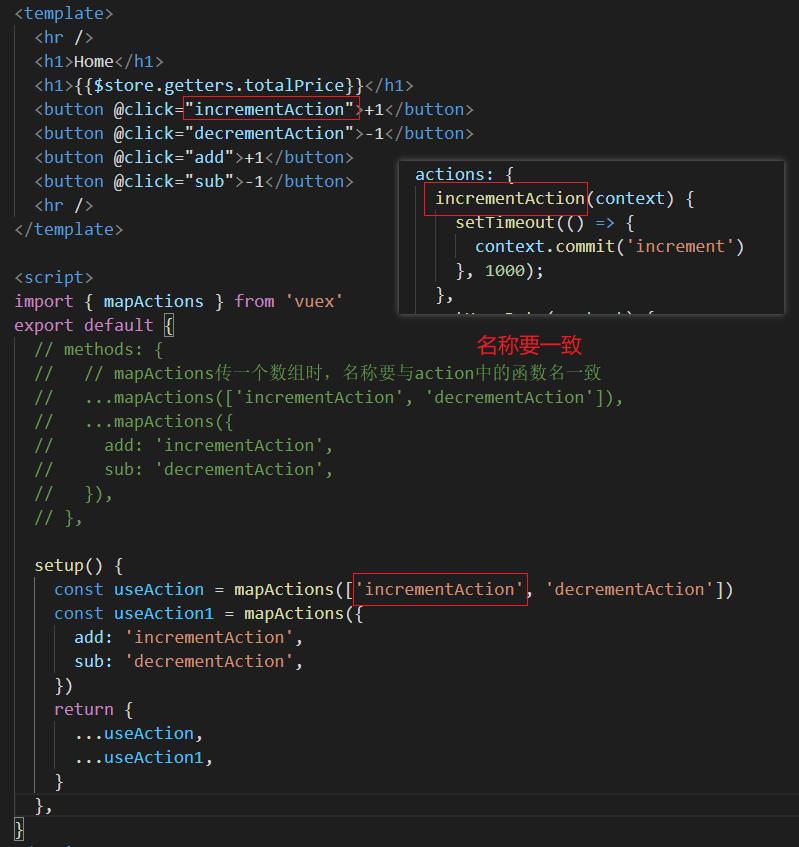 <template>
  <hr />
  <h1>Home</h1>
  <h1>{{$store.getters.totalPrice}}</h1>
  <button @click="incrementAction">+1</button>
  <button @click="decrementAction">-1</button>
  <button @click="add">+1</button>
  <button @click="sub">-1</button>
  <hr />
</template>
actions: {
  incrementAction(context) {
    setTimeout(() => {
      context.commit('increment')
    }, 1000);
  },
名称要一致
<script>
import { mapActions } from 'vuex'
export default {
  // methods: {
  //   // mapActions传一个数组时，名称要与action中的函数名一致
  //   ...mapActions(['incrementAction', 'decrementAction']),
  //   ...mapActions({
  //     add: 'incrementAction',
  //     sub: 'decrementAction',
  //   }),
  // },
  setup() {
    const useAction = mapActions(['incrementAction', 'decrementAction'])
    const useAction1 = mapActions({
      add: 'incrementAction',
      sub: 'decrementAction',
    })
    return {
      ...useAction,
      ...useAction1,
    }
  },
}